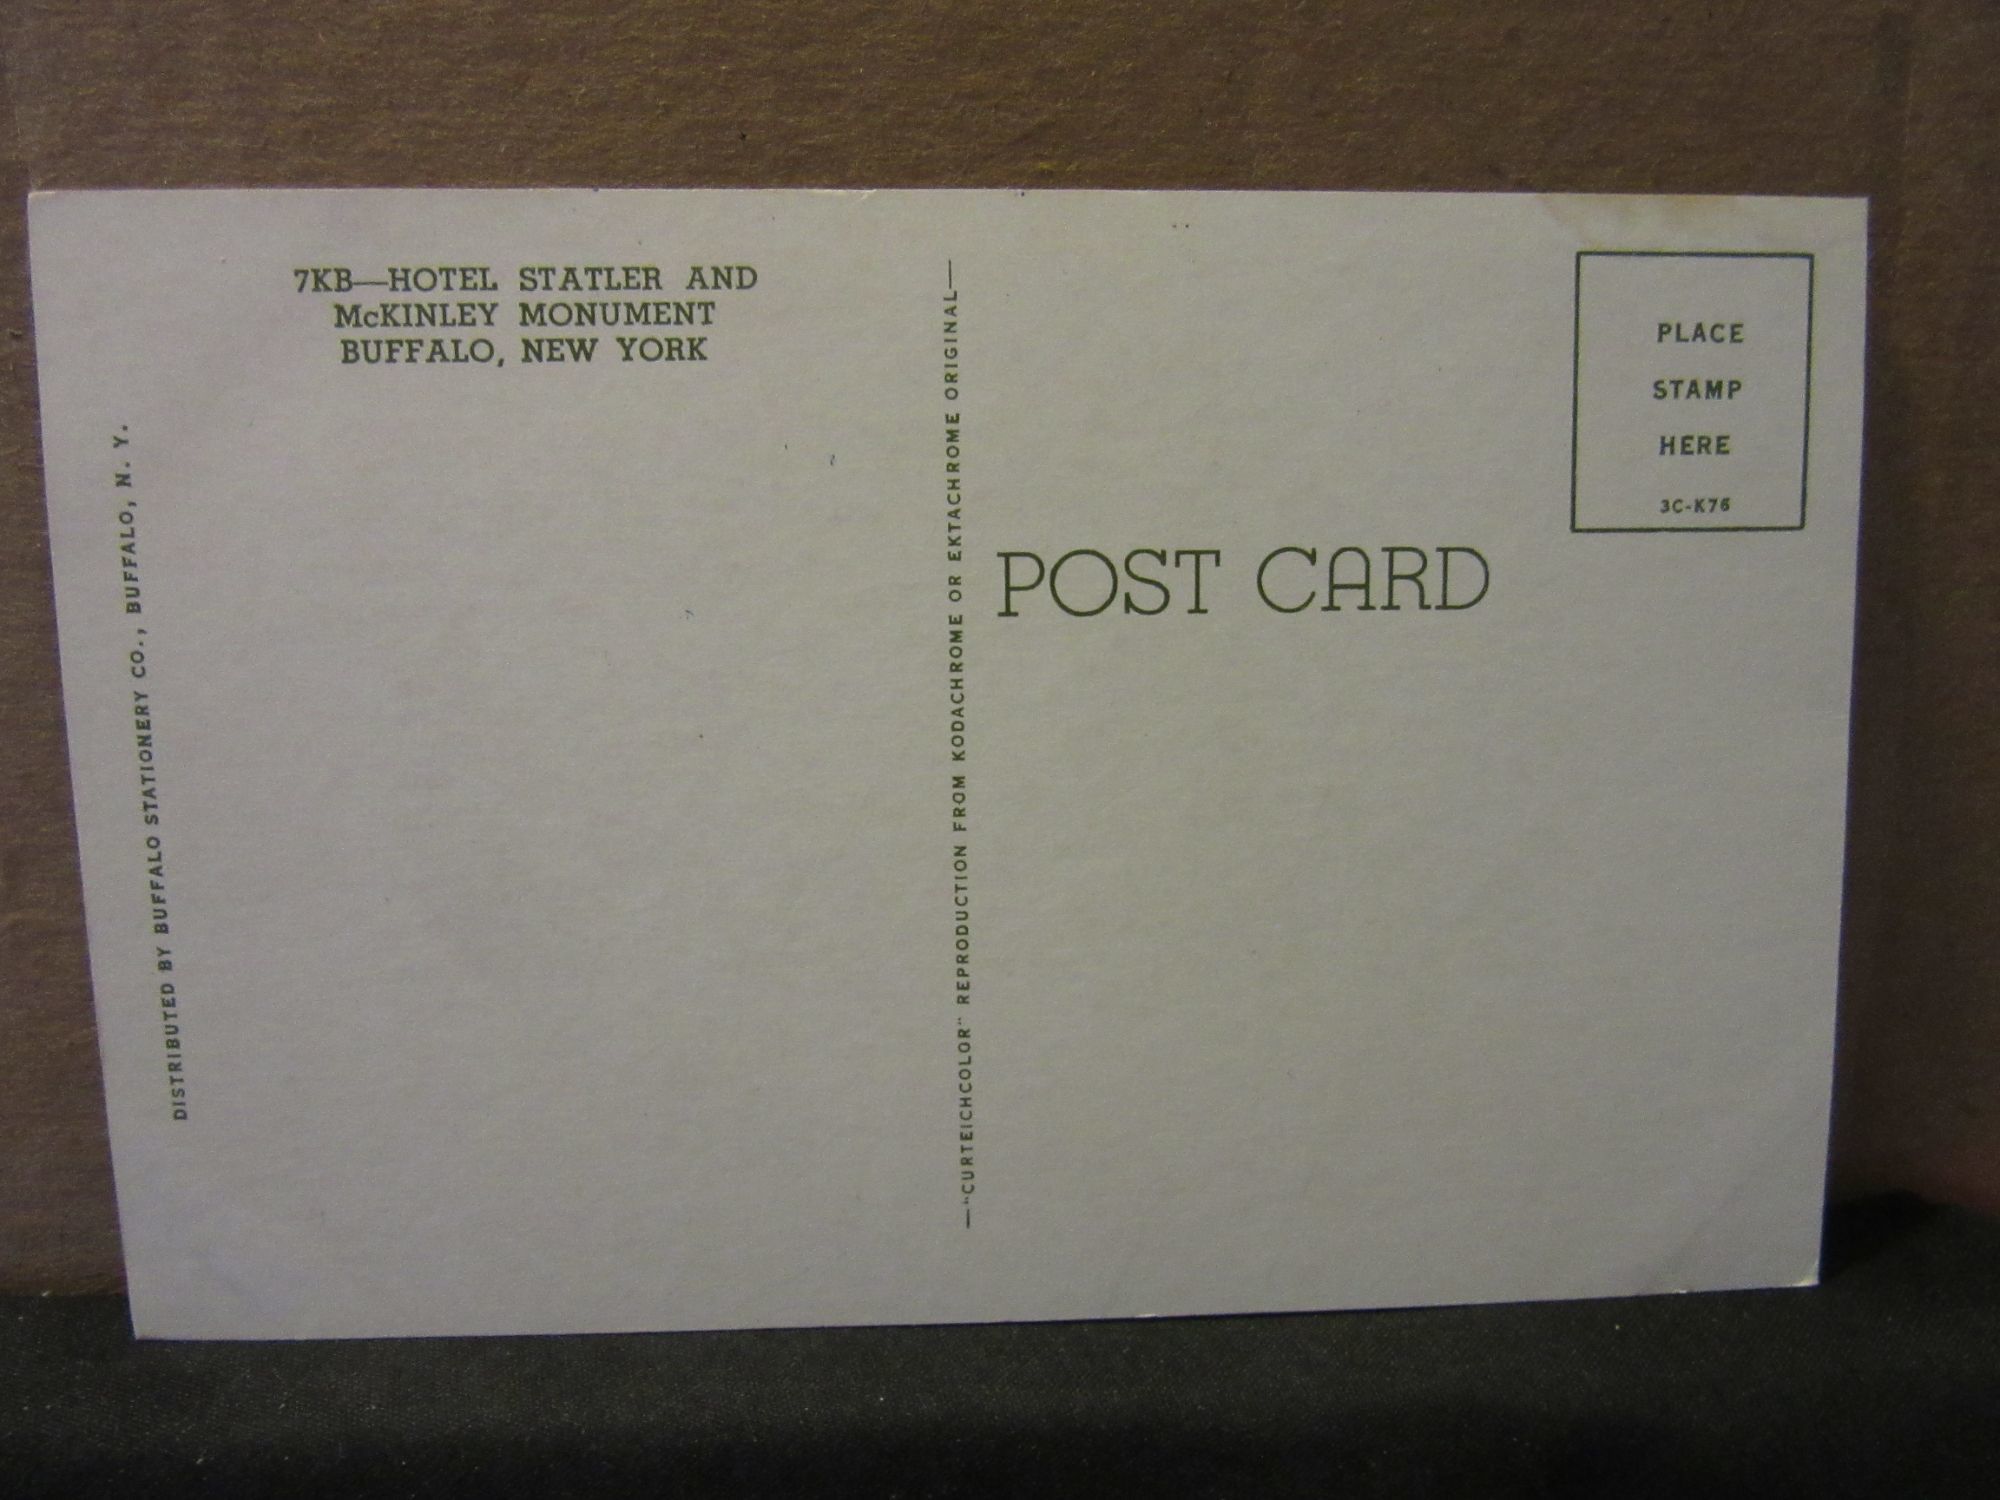 7KB—HOTEL STATLER AND
McKINLEY MONUMENT
BUFFALO, NEW YORK
DISTRIBUTED BY BUFFALO STATIONERY CO., BUFFALO, N. Y.
—"CURTEICHCOLOR" REPRODUCTION FROM KODACHROME OR EKTACHROME ORIGINAL—
POST CARD
PLACE
STAMP
HERE
3C-K76